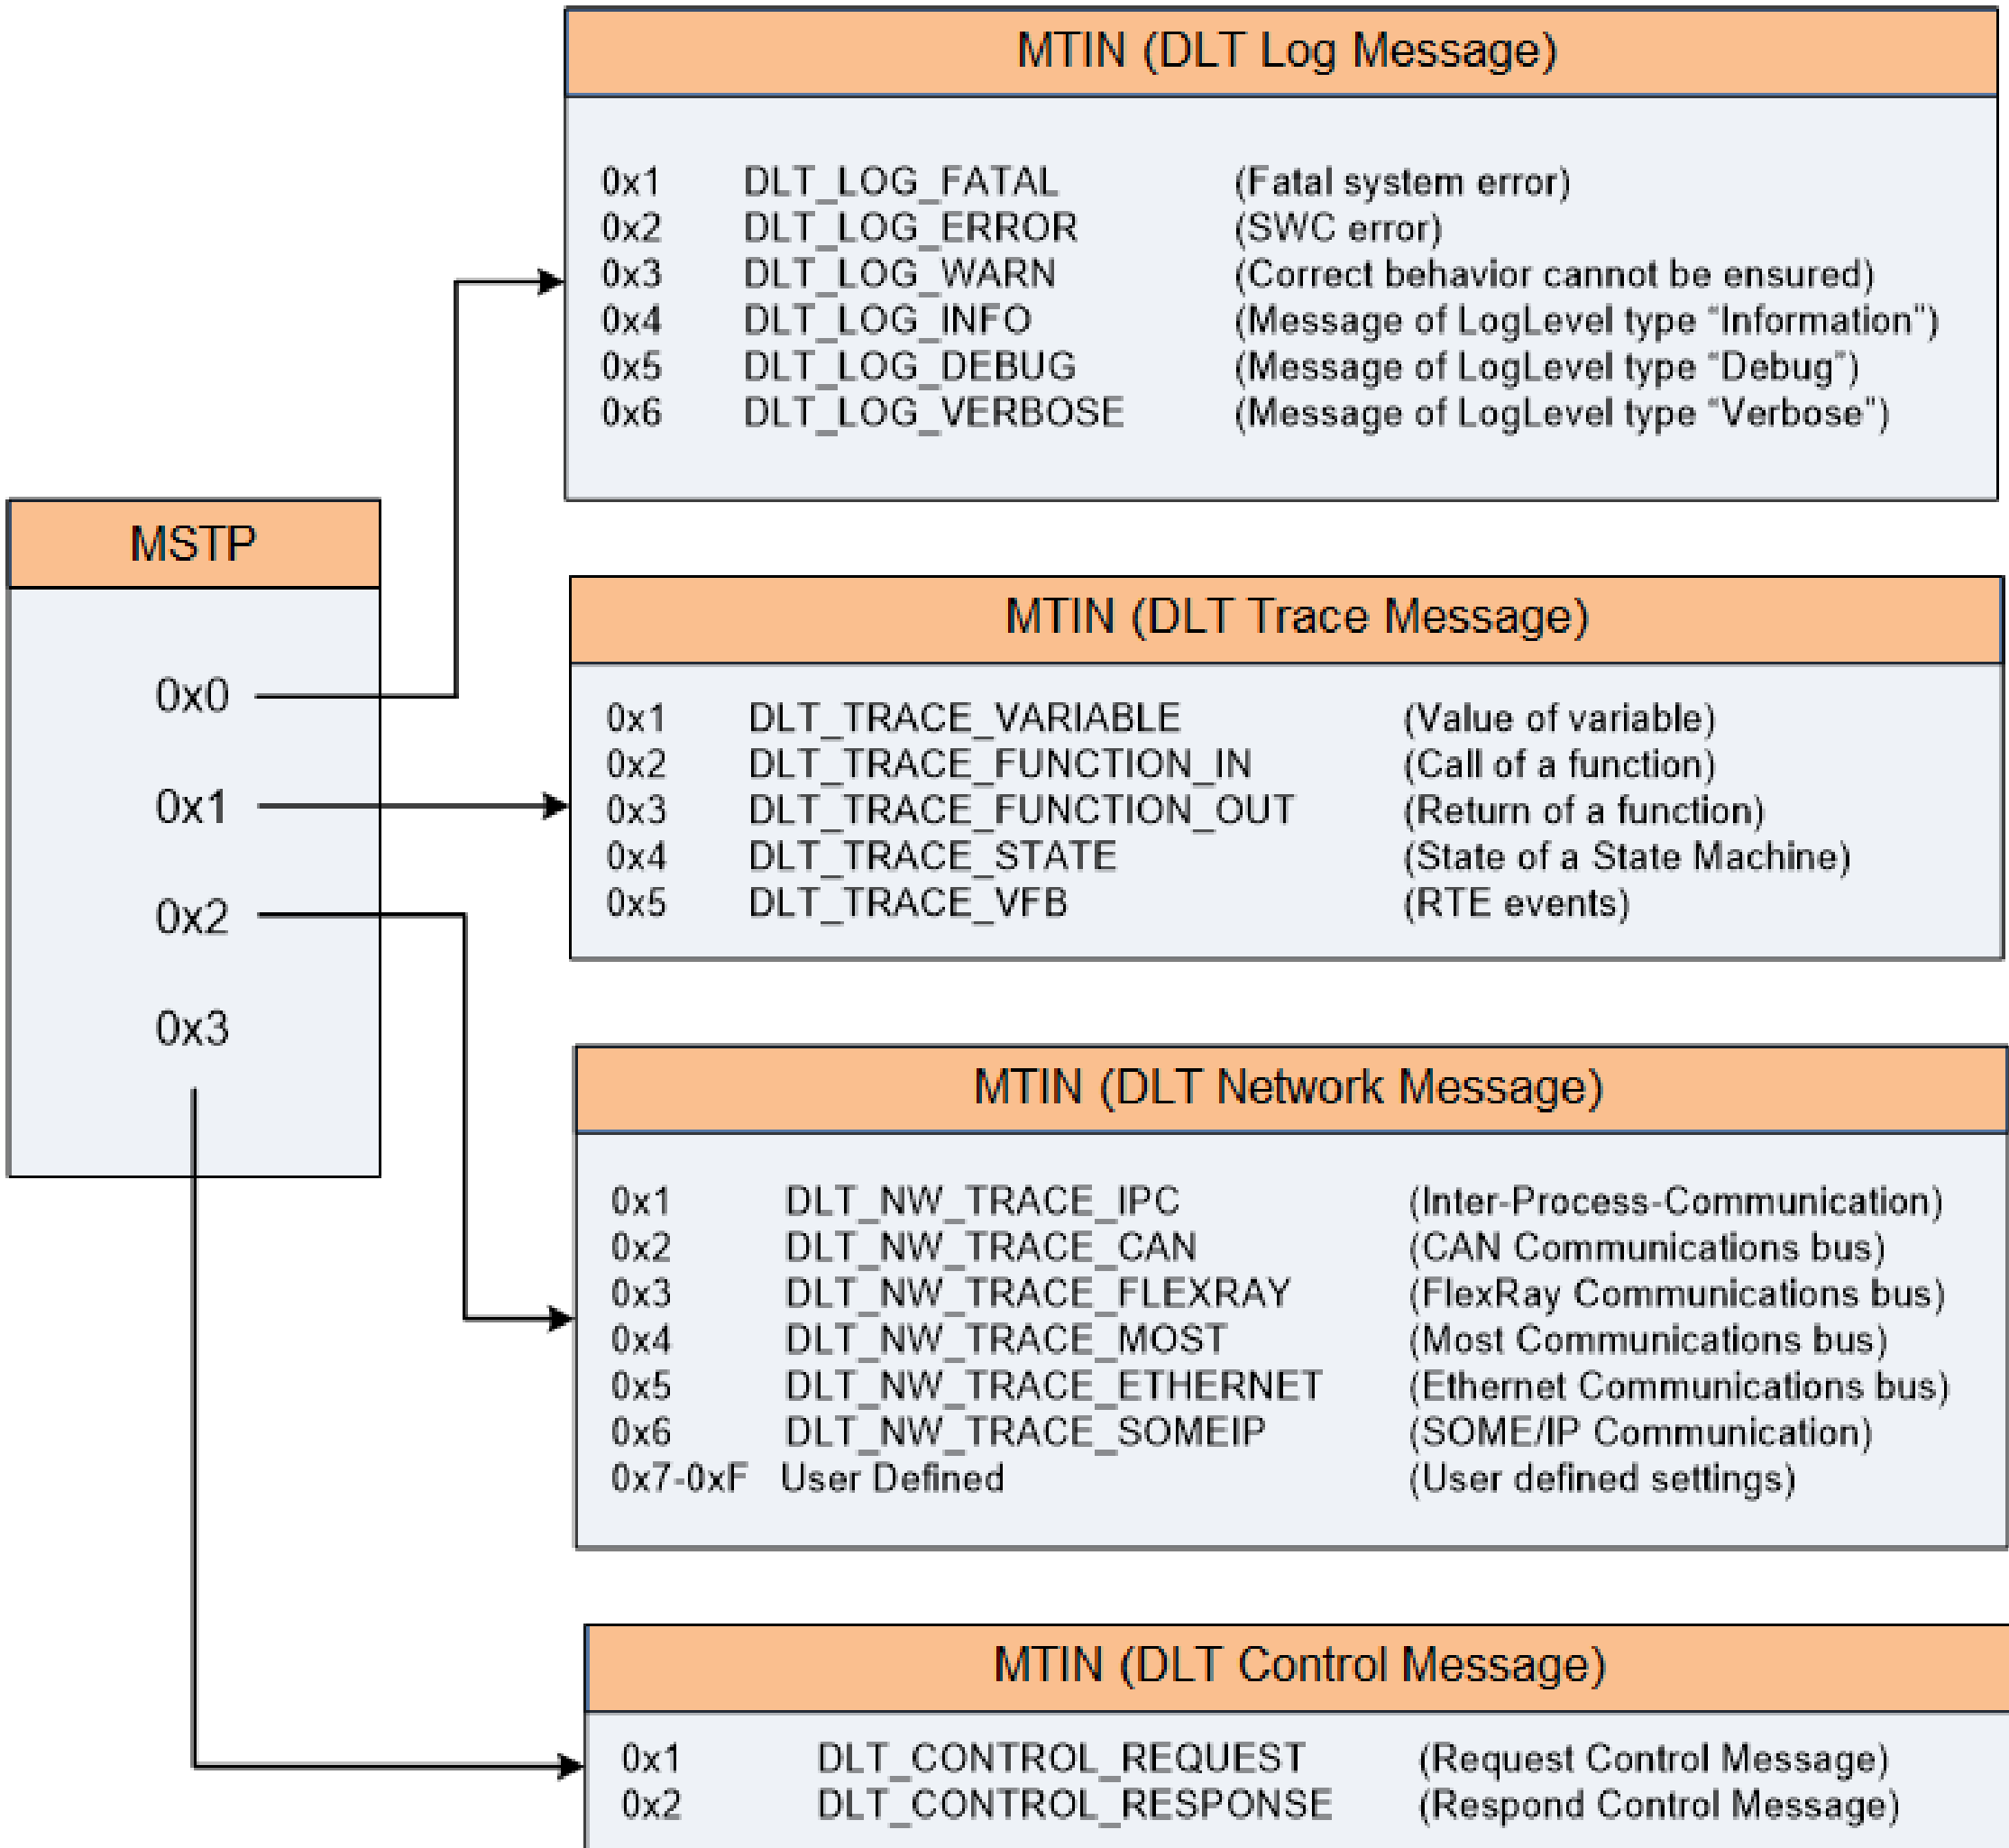 MTIN (DLT Log Message)
0x1 DLT_LOG_FATAL (Fatal system error)
0x2 DLT_LOG_ERROR (SWC error)
0x3 DLT_LOG_WARN (Correct behavior cannot be ensured)
0x4 DLT_LOG_INFO (Message of LogLevel type “Information”)
0x5 DLT_LOG_DEBUG (Message of LogLevel type “Debug”)
0x6 DLT_LOG_VERBOSE (Message of LogLevel type “Verbose”)
MSTP
0x0
0x1
0x2
0x3
MTIN (DLT Trace Message)
0x1 DLT_TRACE_VARIABLE (Value of variable)
0x2 DLT_TRACE_FUNCTION_IN (Call of a function)
0x3 DLT_TRACE_FUNCTION_OUT (Return of a function)
0x4 DLT_TRACE_STATE (State of a State Machine)
0x5 DLT_TRACE_VFB (RTE events)
MTIN (DLT Network Message)
0x1 DLT_NW_TRACE_IPC (Inter-Process-Communication)
0x2 DLT_NW_TRACE_CAN (CAN Communications bus)
0x3 DLT_NW_TRACE_FLEXRAY (FlexRay Communications bus)
0x4 DLT_NW_TRACE_MOST (Most Communications bus)
0x5 DLT_NW_TRACE_ETHERNET (Ethernet Communications bus)
0x6 DLT_NW_TRACE_SOMEIP (SOME/IP Communication)
0x7-0xF User Defined (User defined settings)
MTIN (DLT Control Message)
0x1 DLT_CONTROL_REQUEST (Request Control Message)
0x2 DLT_CONTROL_RESPONSE (Respond Control Message)